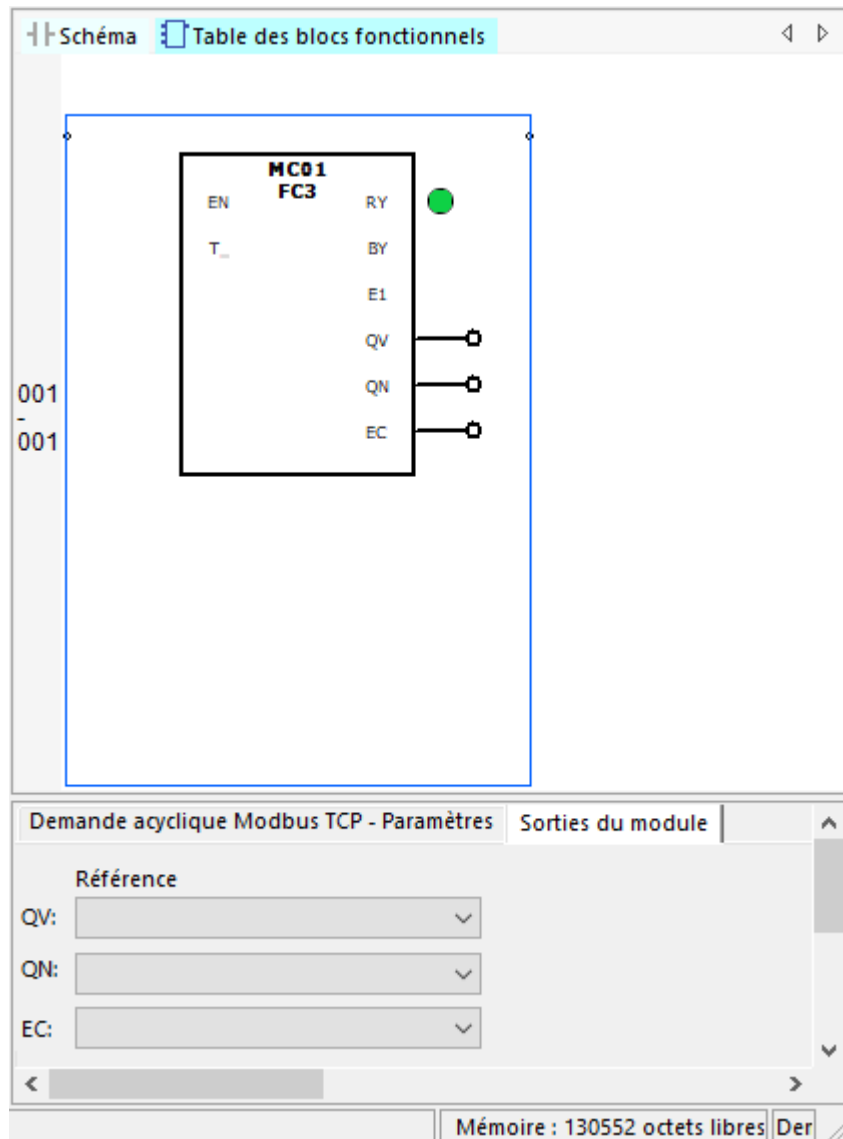 Schéma Table des blocs fonctionnels
MC01
FC3
EN RY
T_ BY
E1
QV
QN
EC
001
-
001
Demande acyclique Modbus TCP - Paramètres Sorties du module
Référence
QV:
QN:
EC:
Mémoire : 130552 octets libres Der